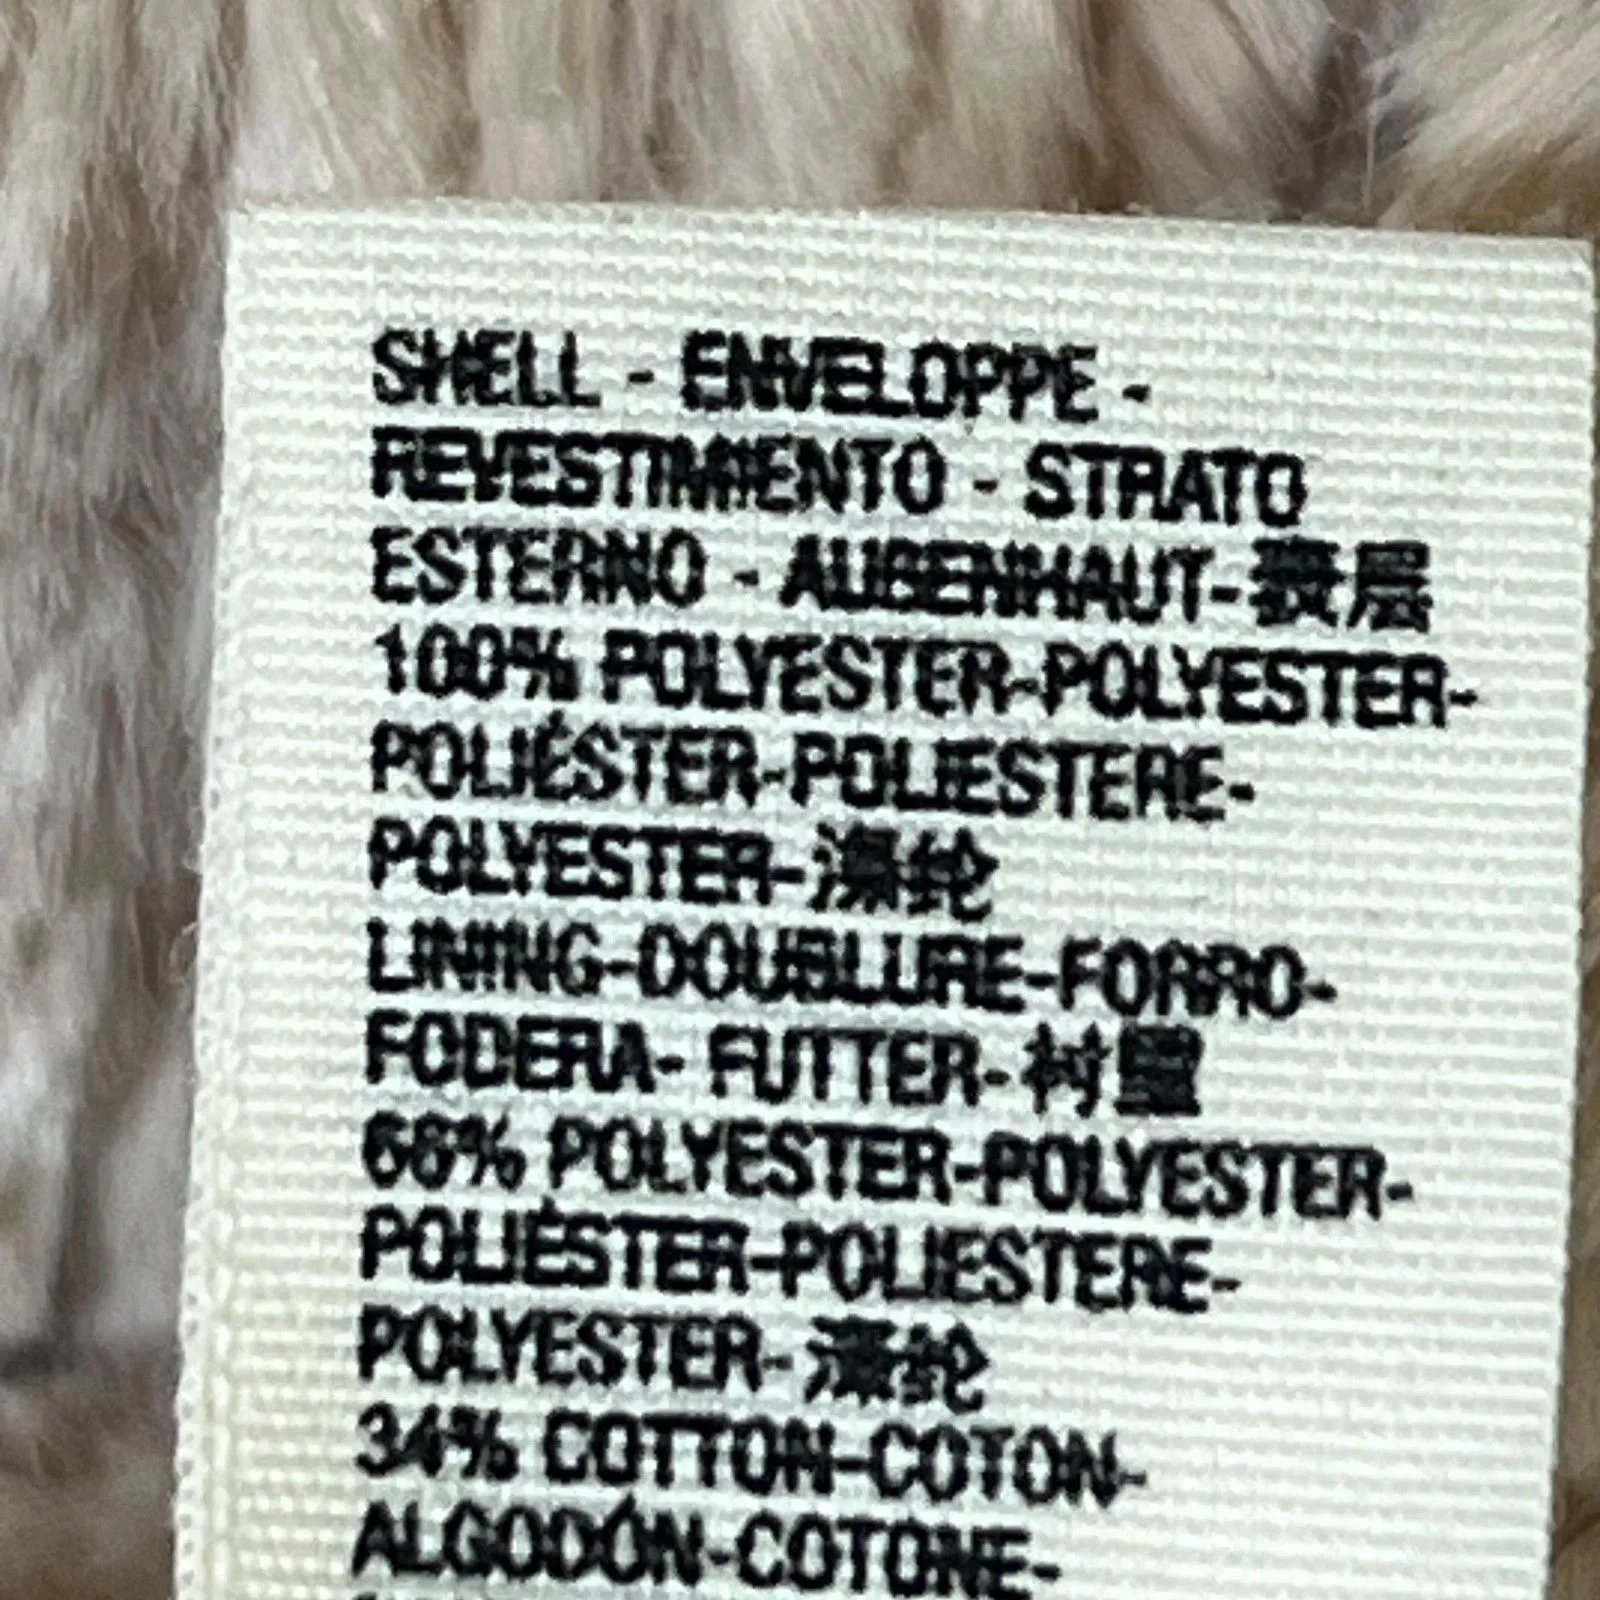 SHELL - ENVELOPPE -
REVESTIMIENTO - STRATO
ESTERNO - AUBENHAUT-表层
100% POLYESTER-POLYESTER-
POLIÉSTER-POLIESTERE-
POLYESTER-涤纶
LINING-DOUBLURE-FORRO-
FODERA- FUTTER-衬里
66% POLYESTER-POLYESTER-
POLIÉSTER-POLIESTERE-
POLYESTER-涤纶
34% COTTON-COTON-
ALGODÓN-COTONE-